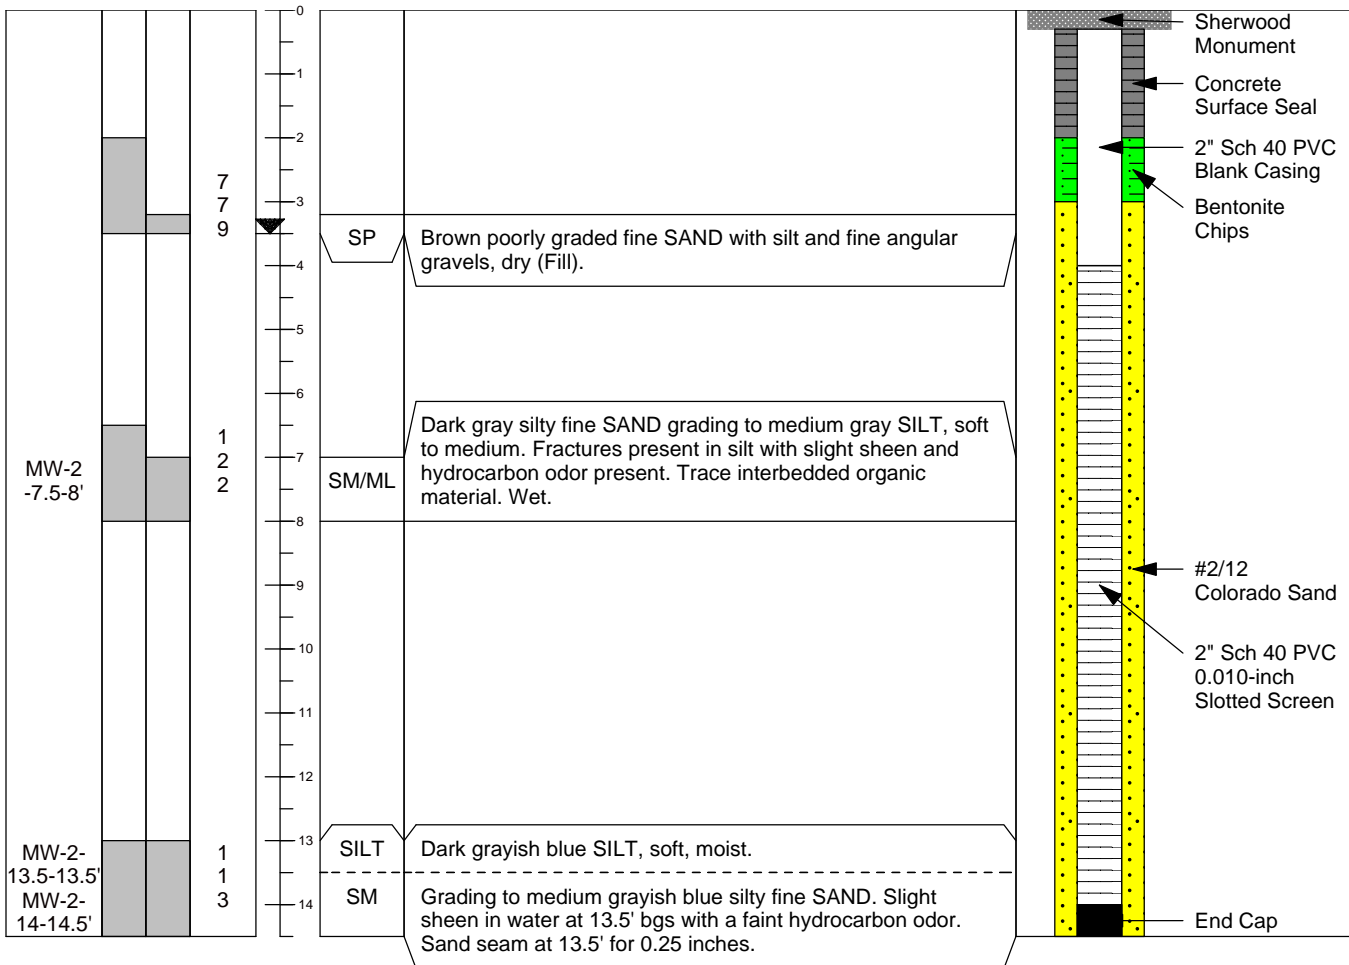 0
Sherwood
Monument
1
Concrete
Surface Seal
2
2" Sch 40 PVC
Blank Casing
7
7
9
3
Bentonite
Chips
SP
Brown poorly graded fine SAND with silt and fine angular
gravels, dry (Fill).
4
5
6
Dark gray silty fine SAND grading to medium gray SILT, soft
to medium. Fractures present in silt with slight sheen and
hydrocarbon odor present. Trace interbedded organic
material. Wet.
MW-2
-7.5-8'
1
2
2
7
SM/ML
8
9
#2/12
Colorado Sand
10
2" Sch 40 PVC
0.010-inch
Slotted Screen
11
12
13
MW-2-
13.5-13.5'
MW-2-
14-14.5'
1
1
3
SILT
Dark grayish blue SILT, soft, moist.
14
SM
Grading to medium grayish blue silty fine SAND. Slight
sheen in water at 13.5' bgs with a faint hydrocarbon odor.
Sand seam at 13.5' for 0.25 inches.
End Cap